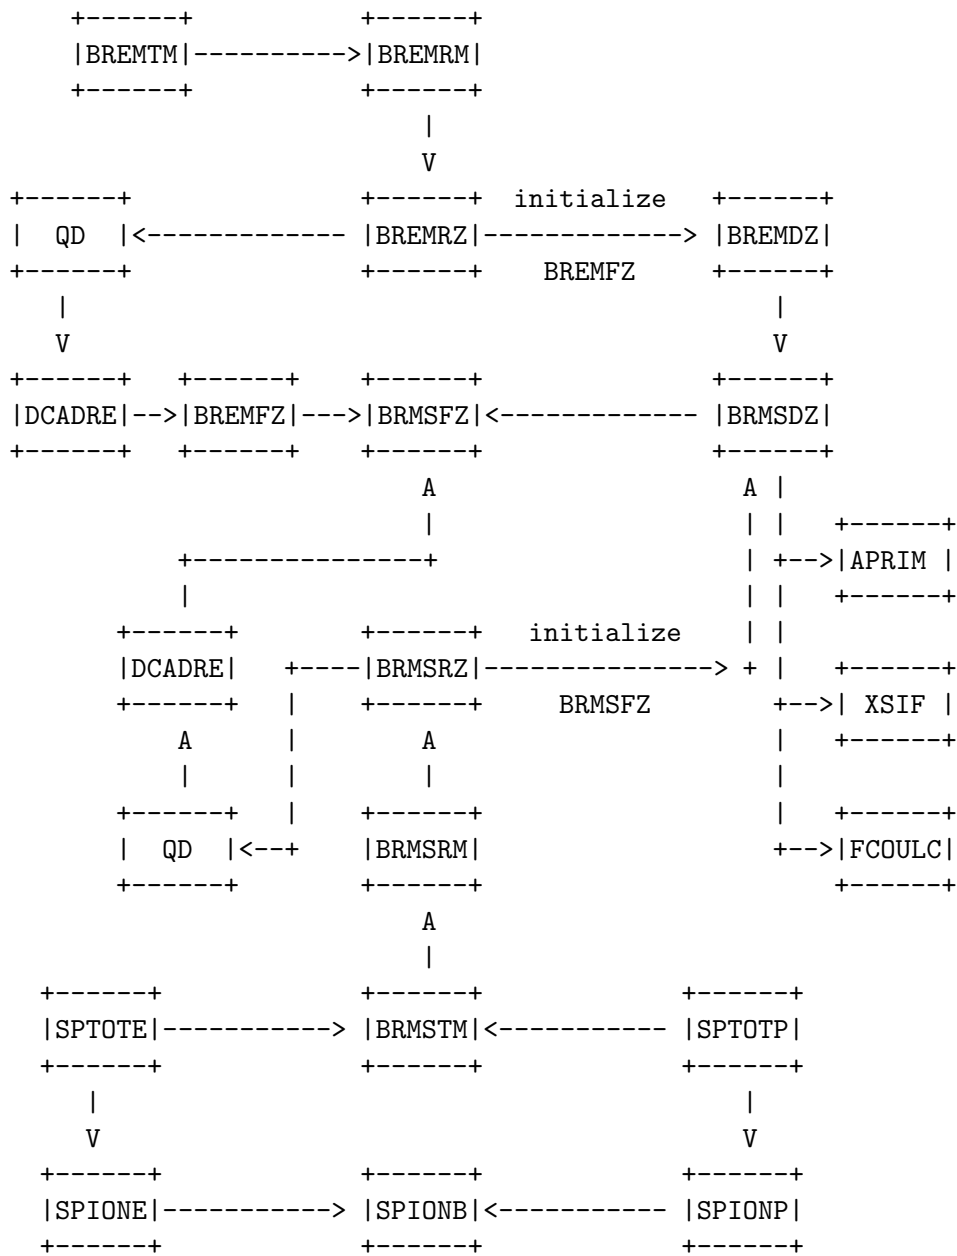 +------+           +------+
|BREMTM|---------->|BREMRM|
+------+           +------+
|
V
+------+               +------+  initialize   +------+
|  QD  |<------------- |BREMRZ|-------------> |BREMDZ|
+------+               +------+    BREMFZ     +------+
|                                               |
V                                               V
+------+   +------+    +------+               +------+
|DCADRE|-->|BREMFZ|--->|BRMSFZ|<------------- |BRMSDZ|
+------+   +------+    +------+               +------+
A                    A |
|                    | |   +------+
+---------------+                    | +-->|APRIM |
|                                    | |   +------+
+------+        +------+   initialize    | |
|DCADRE|   +----|BRMSRZ|---------------> + |   +------+
+------+   |    +------+     BRMSFZ        +-->| XSIF |
A      |        A                      |   +------+
|      |        |                      |
+------+   |    +------+                   |   +------+
|  QD  |<--+    |BRMSRM|                   +-->|FCOULC|
+------+        +------+                       +------+
A
|
+------+             +------+             +------+
|SPTOTE|-----------> |BRMSTM|<----------- |SPTOTP|
+------+             +------+             +------+
|                                           |
V                                           V
+------+             +------+             +------+
|SPIONE|-----------> |SPIONB|<----------- |SPIONP|
+------+             +------+             +------+